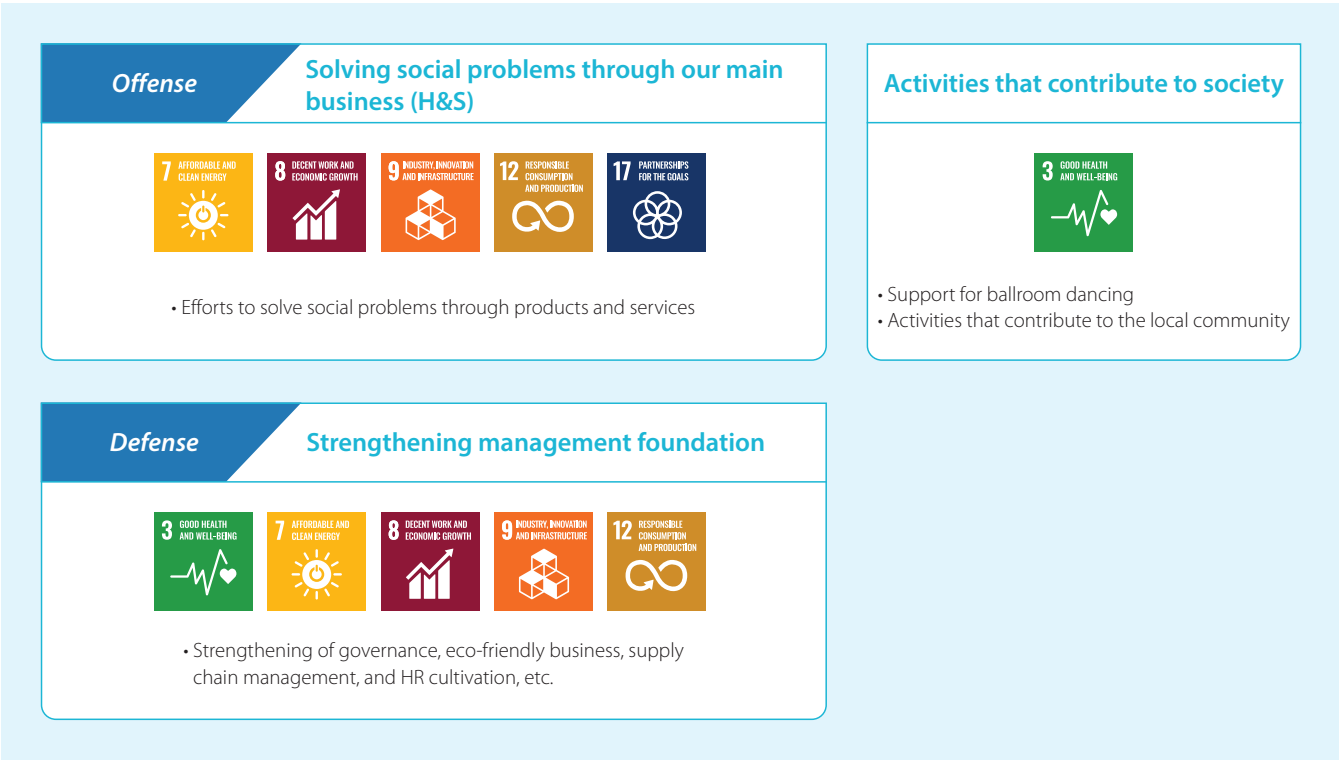 Offense
Solving social problems through our main
business (H&S)
7 AFFORDABLE AND
CLEAN ENERGY
8 DECENT WORK AND
ECONOMIC GROWTH
9 INDUSTRY, INNOVATION
AND INFRASTRUCTURE
12 RESPONSIBLE
CONSUMPTION
AND PRODUCTION
17 PARTNERSHIPS
FOR THE GOALS
• Efforts to solve social problems through products and services
Activities that contribute to society
3 GOOD HEALTH
AND WELL-BEING
• Support for ballroom dancing
• Activities that contribute to the local community
Defense
Strengthening management foundation
3 GOOD HEALTH
AND WELL-BEING
7 AFFORDABLE AND
CLEAN ENERGY
8 DECENT WORK AND
ECONOMIC GROWTH
9 INDUSTRY, INNOVATION
AND INFRASTRUCTURE
12 RESPONSIBLE
CONSUMPTION
AND PRODUCTION
• Strengthening of governance, eco-friendly business, supply
chain management, and HR cultivation, etc.